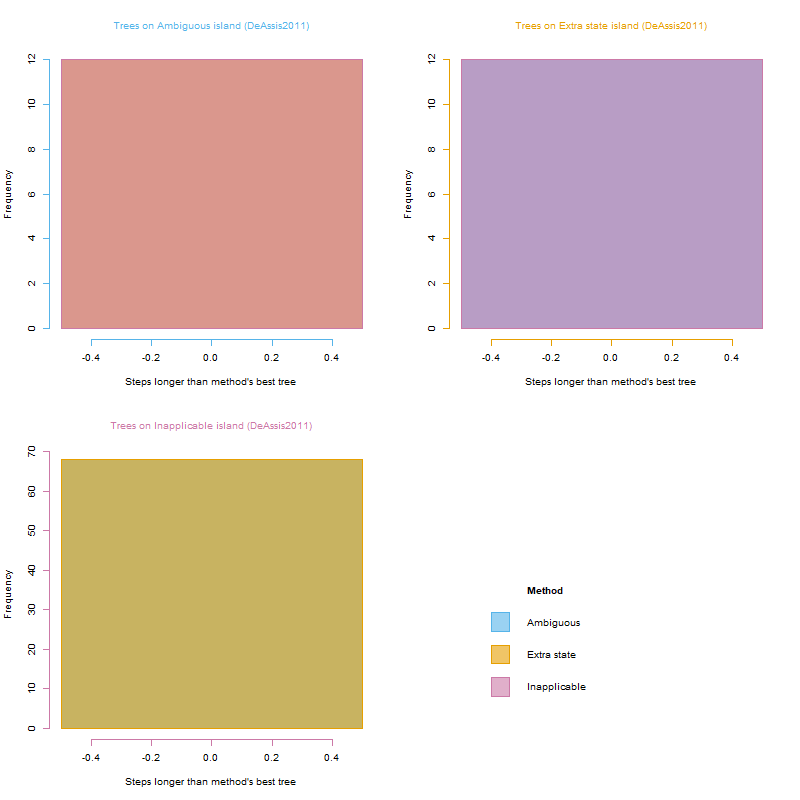 Trees on Ambiguous island (DeAssis2011)
Frequency
12
10
8
6
4
2
0
-0.4 -0.2 0.0 0.2 0.4
Steps longer than method's best tree
Trees on Extra state island (DeAssis2011)
Frequency
12
10
8
6
4
2
0
-0.4 -0.2 0.0 0.2 0.4
Steps longer than method's best tree
Trees on Inapplicable island (DeAssis2011)
Frequency
70
60
50
40
30
20
10
0
-0.4 -0.2 0.0 0.2 0.4
Steps longer than method's best tree
Method
Ambiguous
Extra state
Inapplicable